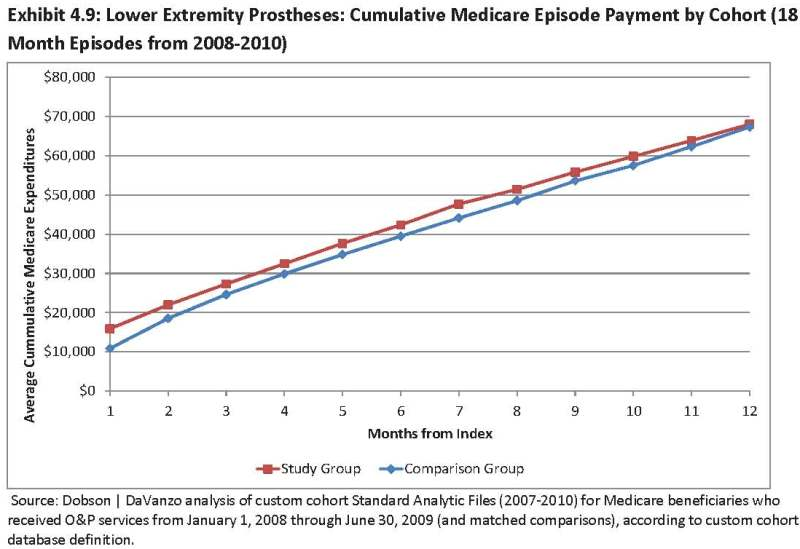 Exhibit 4.9: Lower Extremity Prostheses: Cumulative Medicare Episode Payment by Cohort (18
Month Episodes from 2008-2010)
Average Cummulative Medicare Expenditures
$80,000
$70,000
$60,000
$50,000
$40,000
$30,000
$20,000
$10,000
$0
1 2 3 4 5 6 7 8 9 10 11 12
Months from Index
Study Group Comparison Group
Source: Dobson | DaVanzo analysis of custom cohort Standard Analytic Files (2007-2010) for Medicare beneficiaries who
received O&P services from January 1, 2008 through June 30, 2009 (and matched comparisons), according to custom cohort
database definition.